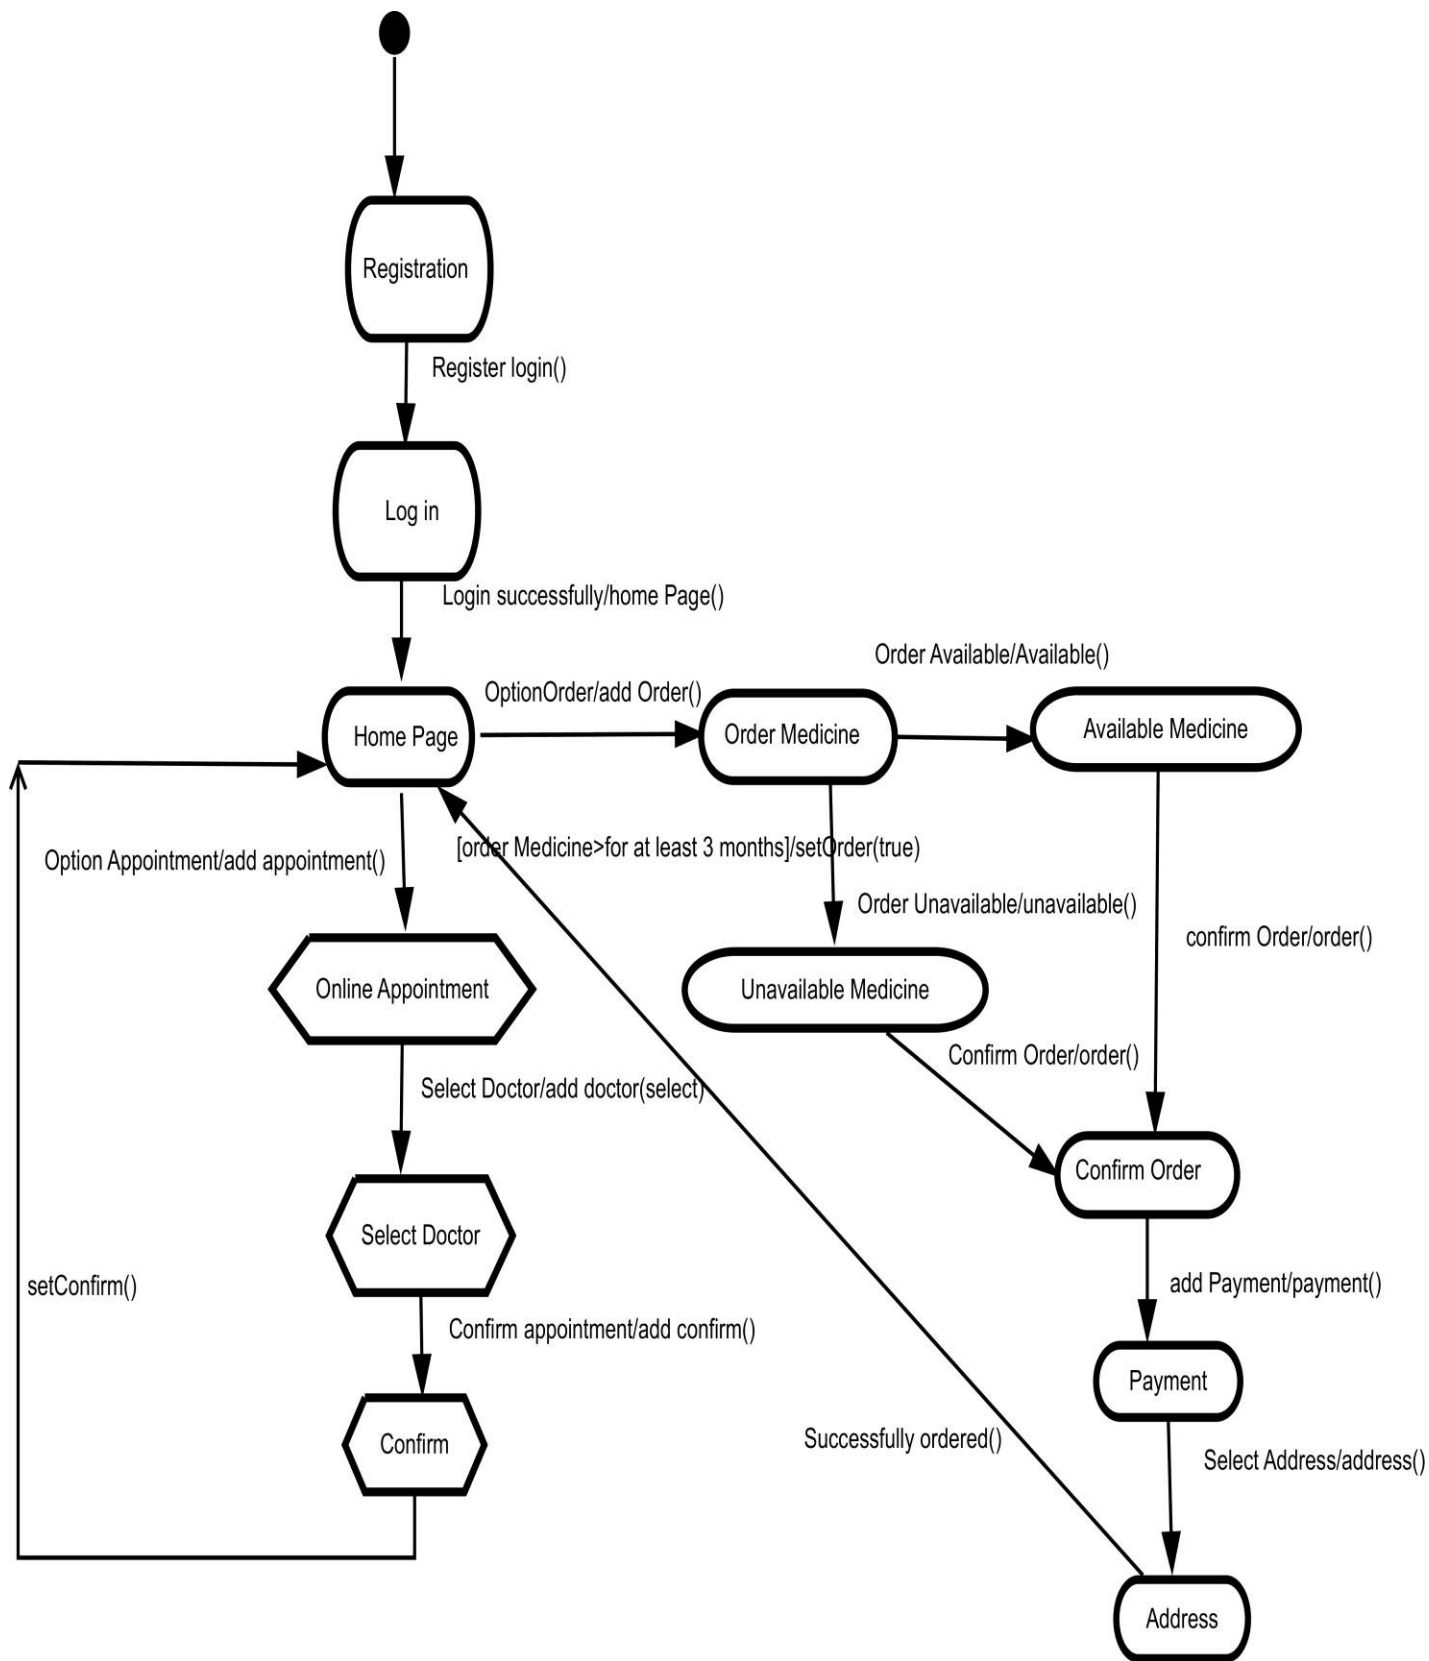 Registration
Register login()
Log in
Login successfully/home Page()
Order Available/Available()
OptionOrder/add Order()
Home Page
Order Medicine
Available Medicine
[order Medicine>for at least 3 months]/setOrder(true)
Option Appointment/add appointment()
Order Unavailable/unavailable()
confirm Order/order()
Online Appointment
Unavailable Medicine
Confirm Order/order()
Select Doctor/add doctor(select)
Confirm Order
Select Doctor
setConfirm()
add Payment/payment()
Confirm appointment/add confirm()
Payment
Confirm
Successfully ordered()
Select Address/address()
Address